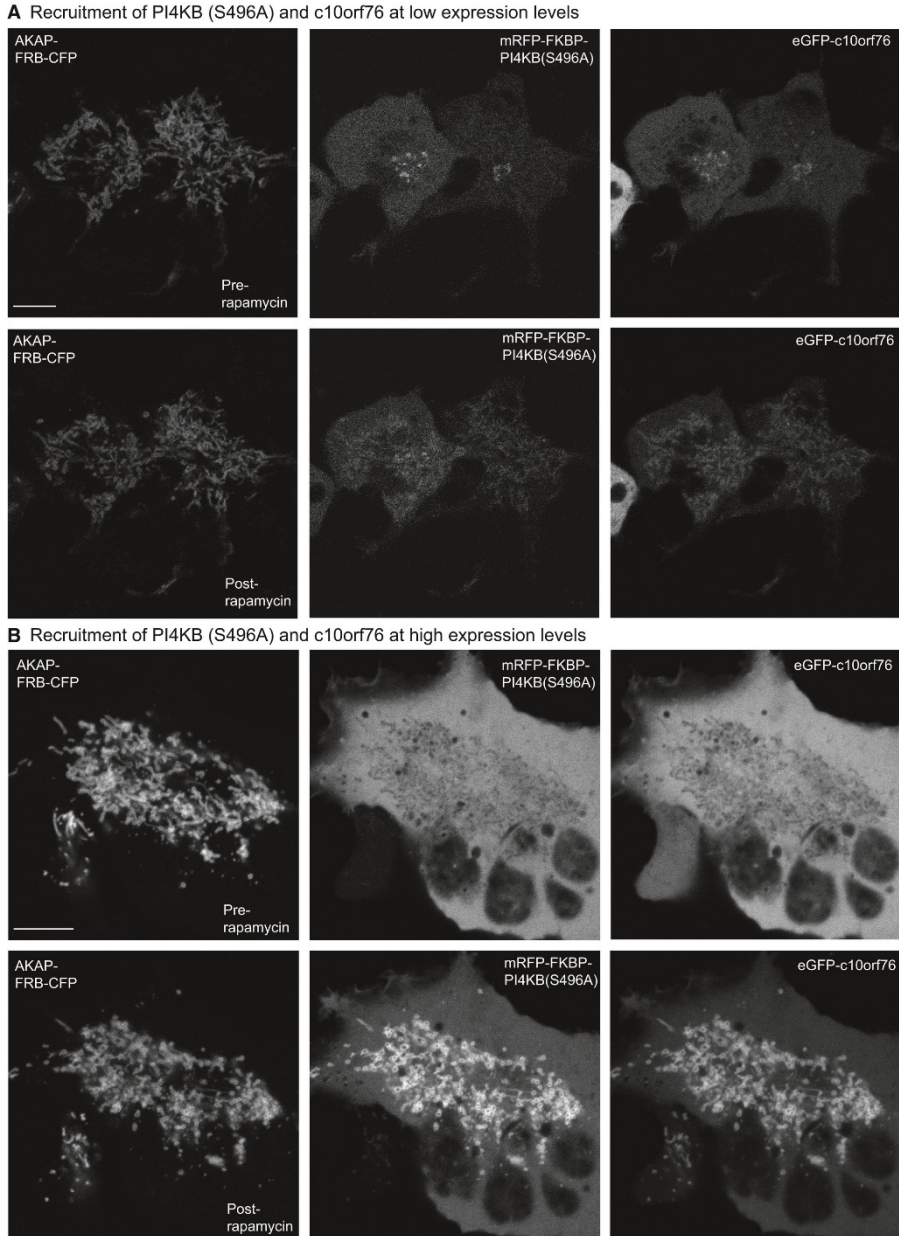 A Recruitment of PI4KB (S496A) and c10orf76 at low expression levels
AKAP-
FRB-CFP
Pre-
rapamycin
mRFP-FKBP-
PI4KB(S496A)
eGFP-c10orf76
AKAP-
FRB-CFP
Post-
rapamycin
mRFP-FKBP-
PI4KB(S496A)
eGFP-c10orf76
B Recruitment of PI4KB (S496A) and c10orf76 at high expression levels
AKAP-
FRB-CFP
Pre-
rapamycin
mRFP-FKBP-
PI4KB(S496A)
eGFP-c10orf76
AKAP-
FRB-CFP
Post-
rapamycin
mRFP-FKBP-
PI4KB(S496A)
eGFP-c10orf76